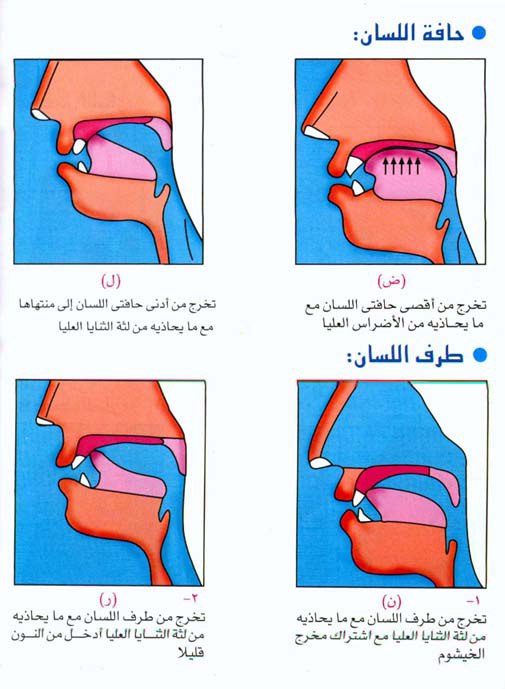 ● حافة اللسان:
(ض)
تخرج من أقصى حافتى اللسان مع
ما يحاذيه من الأضراس العليا
(ل)
تخرج من أدنى حافتى اللسان إلى منتهاها
مع ما يحاذيه من لثة الثنايا العليا
● طرف اللسان:
١- (ن)
تخرج من طرف اللسان مع ما يحاذيه
من لثة الثنايا العليا مع اشتراك مخرج
الخيشوم
٢- (ر)
تخرج من طرف اللسان مع ما يحاذيه
من لثة الثنايا العليا أدخل من النون
قليلا